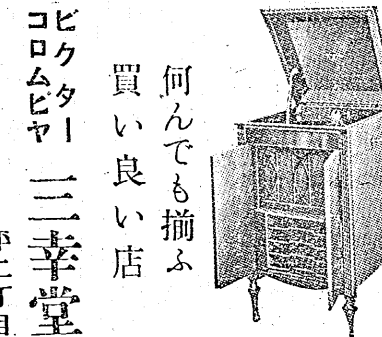 何んでも揃ふ
買い良い店
ビクター
コロムビヤ
三幸堂